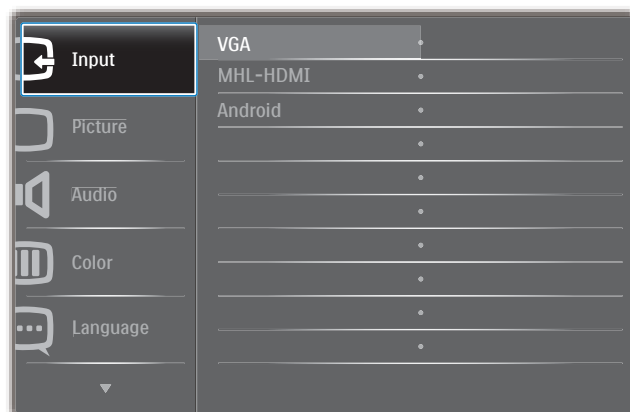 Input
Picture
Audio
Color
Language
VGA
MHL-HDMI
Android